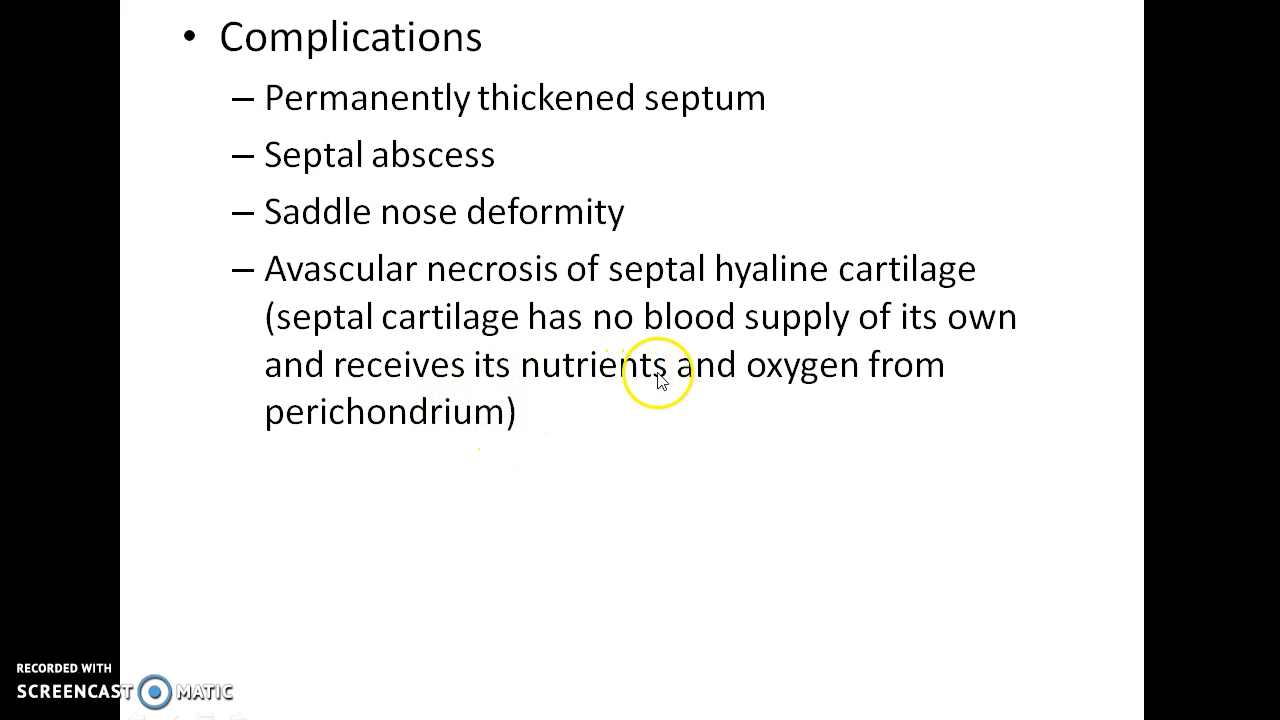 • Complications
– Permanently thickened septum
– Septal abscess
– Saddle nose deformity
– Avascular necrosis of septal hyaline cartilage
(septal cartilage has no blood supply of its own
and receives its nutrients and oxygen from
perichondrium)
RECORDED WITH
SCREENCAST MATIC